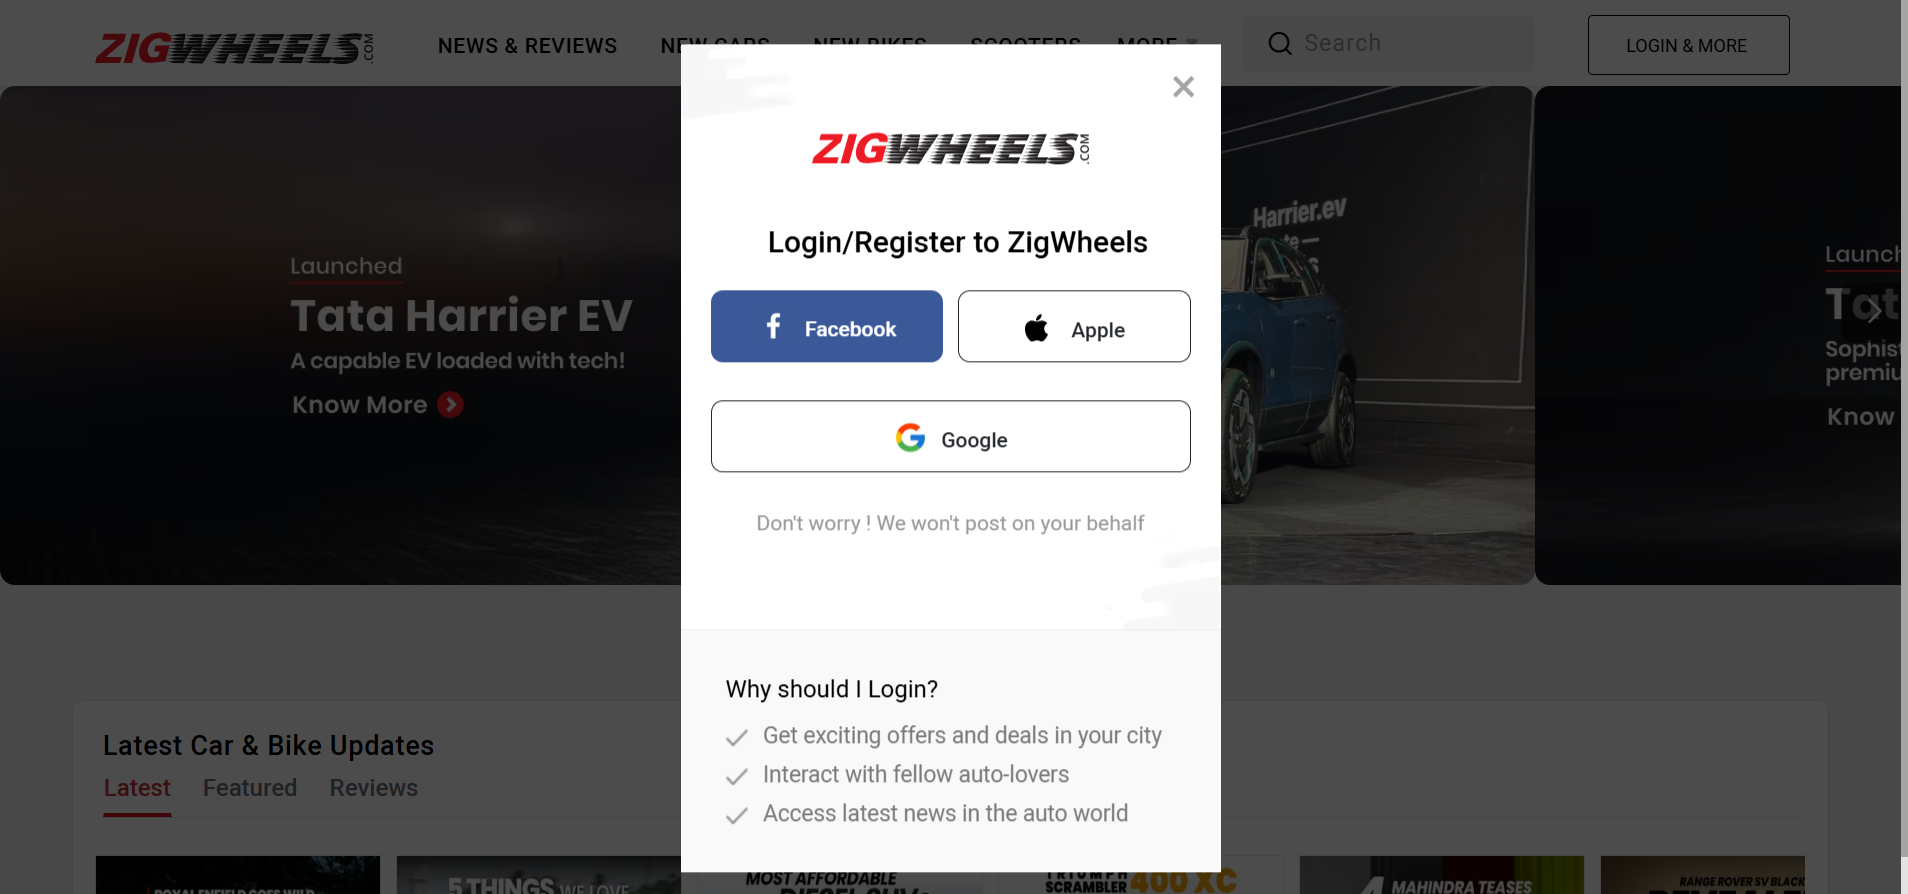 ZIGWHEELS.COM
NEWS & REVIEWS
NEW CARS
NEW BIKES
SCOOTERS
MORE
Search
LOGIN & MORE
ZIGWHEELS.COM
Login/Register to ZigWheels
Facebook
Apple
Google
Don't worry ! We won't post on your behalf
Why should I Login?
Get exciting offers and deals in your city
Interact with fellow auto-lovers
Access latest news in the auto world
Launched
Tata Harrier EV
A capable EV loaded with tech!
Know More
Harrier.ev
Know
Latest Car & Bike Updates
Latest
Featured
Reviews
ROYAL ENFIELD GOES WILD
5 THINGS WE LOVE
MOST AFFORDABLE
DIESEL SUVs
TRIUMPH
SCRAMBLER 400 XC
4 MAHINDRA TEASES
RANGE ROVER SV BLACK